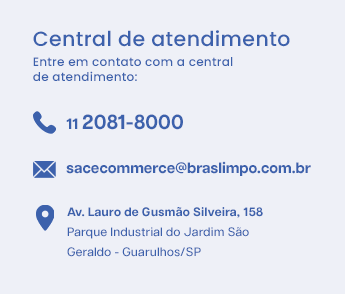 Central de atendimento
Entre em contato com a central
de atendimento:
11 2081-8000
sacecommerce@braslimpo.com.br
Av. Lauro de Gusmão Silveira, 158
Parque Industrial do Jardim São
Geraldo - Guarulhos/SP